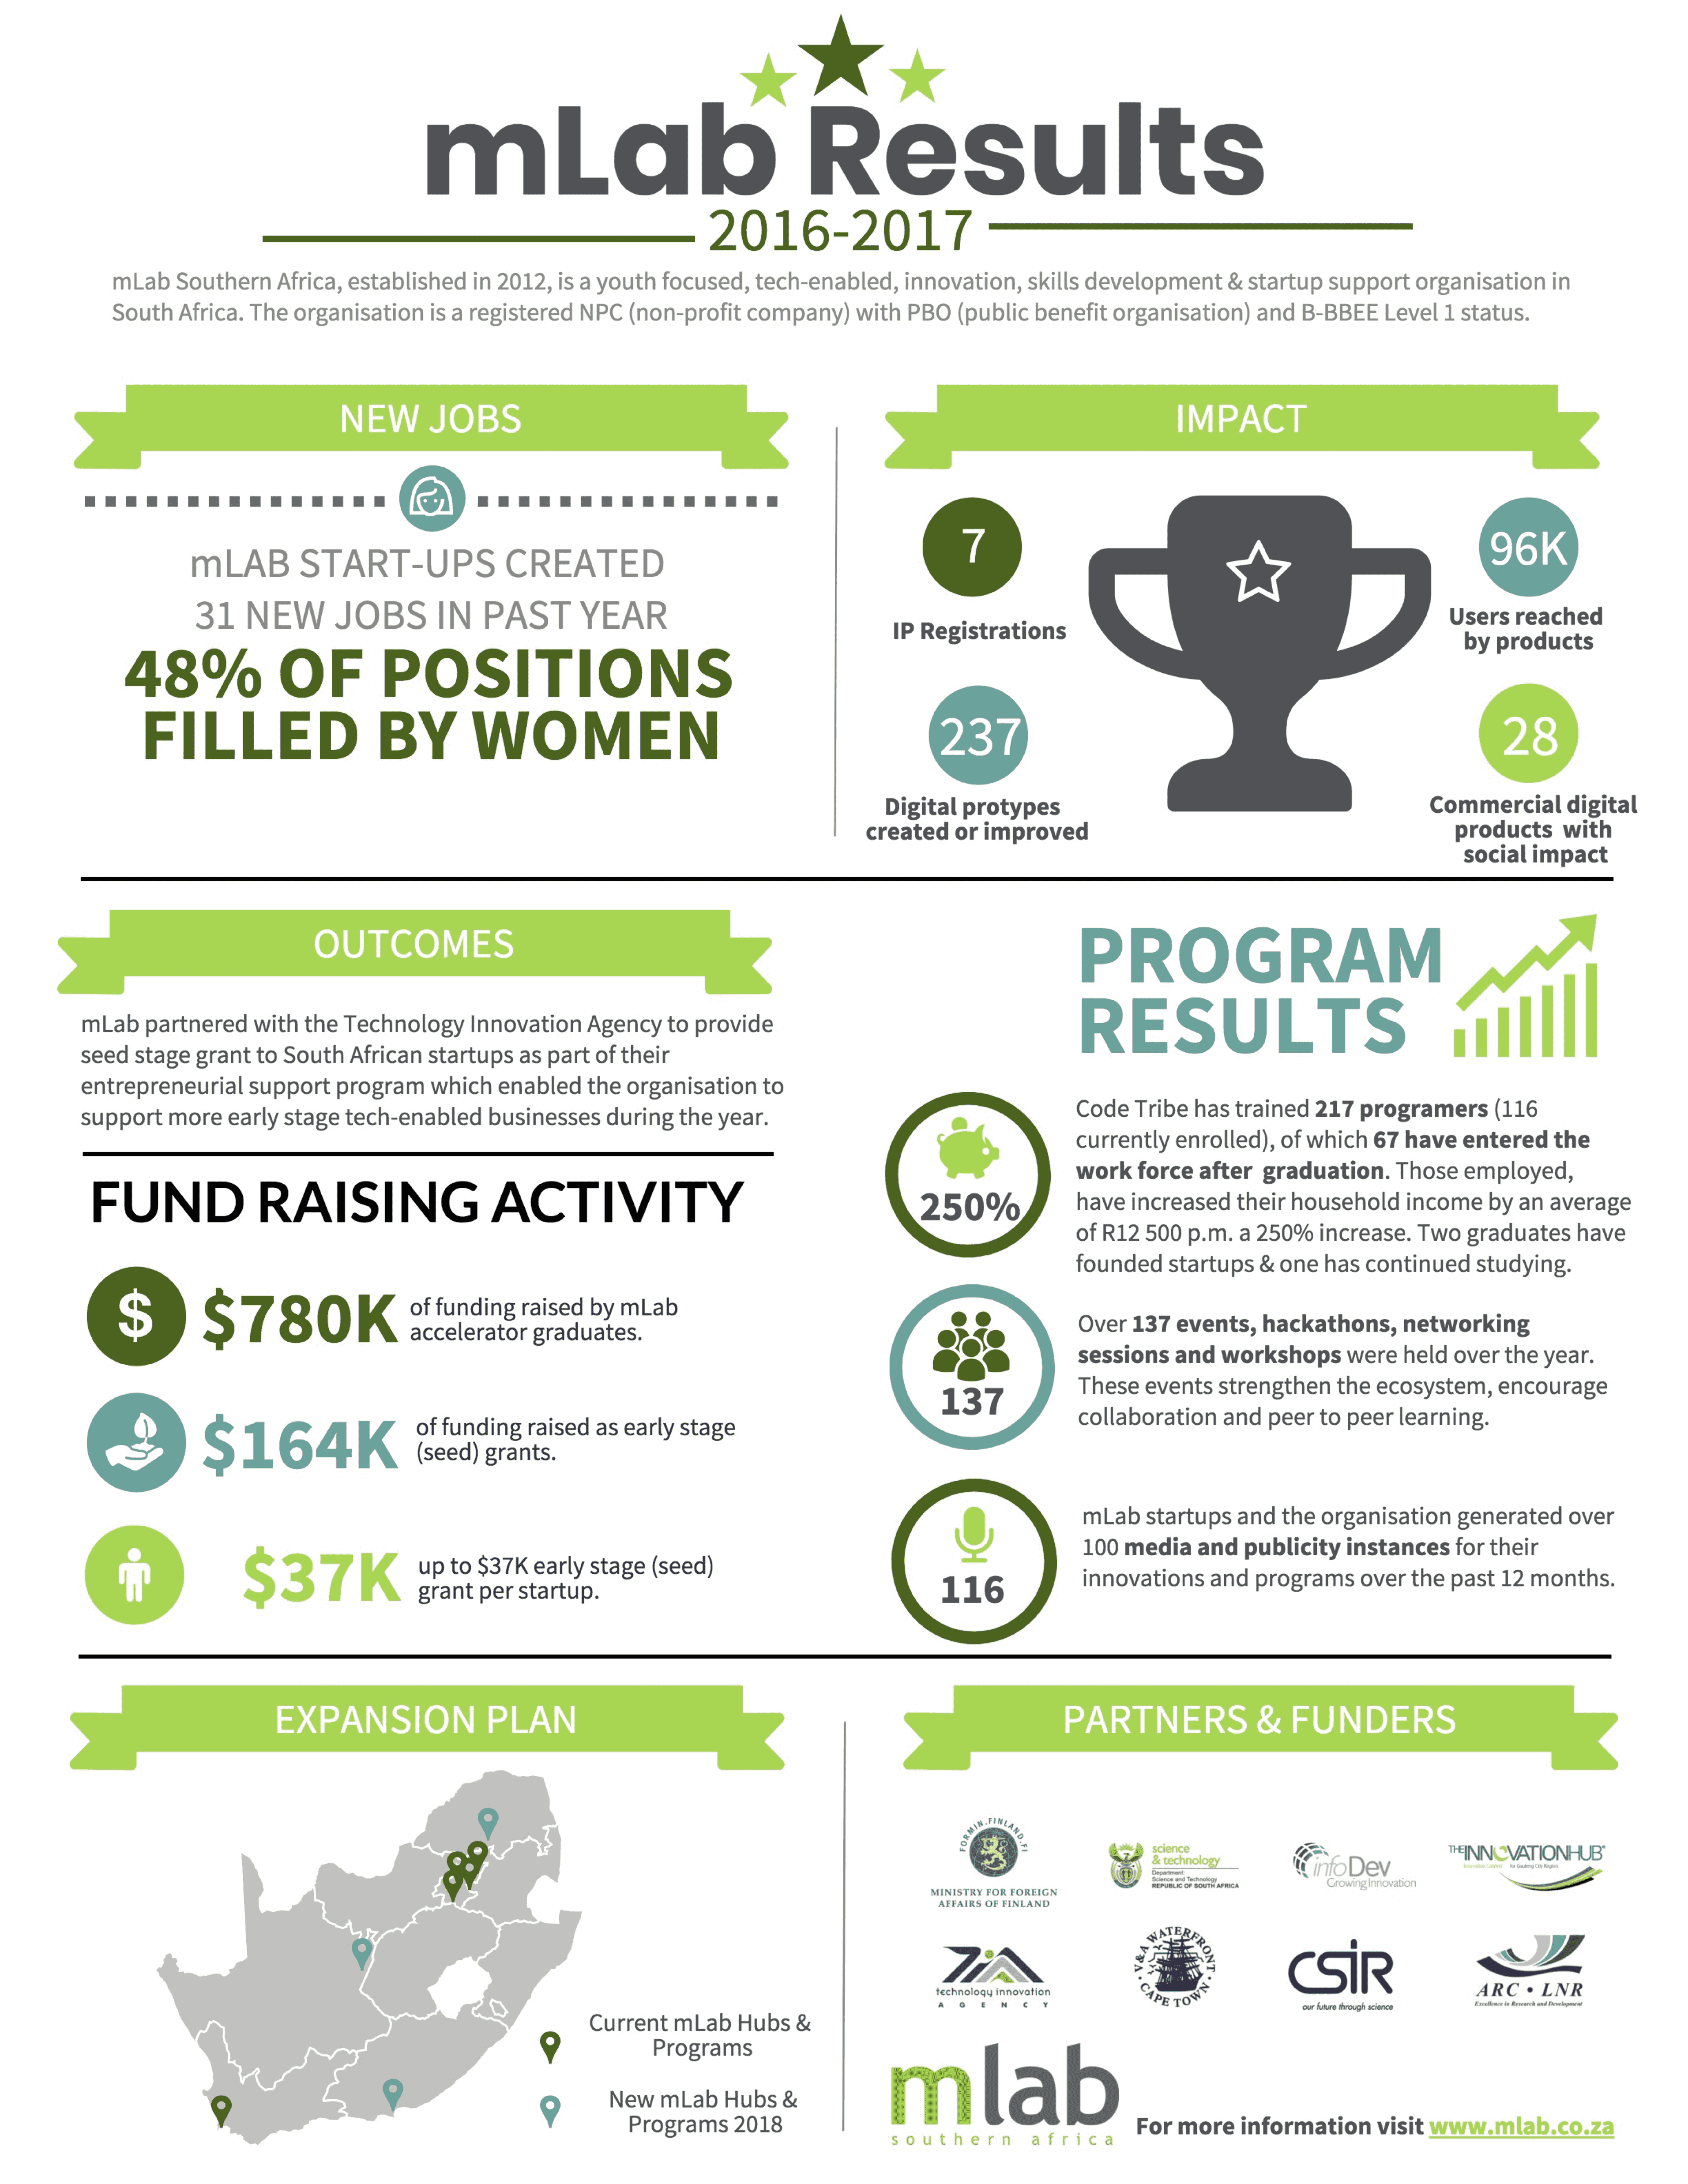 mLab Results
2016-2017
mLab Southern Africa, established in 2012, is a youth focused, tech-enabled, innovation, skills development & startup support organisation in
South Africa. The organisation is a registered NPC (non-profit company) with PBO (public benefit organisation) and B-BBEE Level 1 status.
NEW JOBS
mLAB START-UPS CREATED
31 NEW JOBS IN PAST YEAR
48% OF POSITIONS
FILLED BY WOMEN
IMPACT
7
IP Registrations
96K
Users reached
by products
237
Digital protypes
created or improved
28
Commercial digital
products with
social impact
OUTCOMES
mLab partnered with the Technology Innovation Agency to provide
seed stage grant to South African startups as part of their
entrepreneurial support program which enabled the organisation to
support more early stage tech-enabled businesses during the year.
FUND RAISING ACTIVITY
$
$780K
of funding raised by mLab
accelerator graduates.
$164K
of funding raised as early stage
(seed) grants.
$37K
up to $37K early stage (seed)
grant per startup.
PROGRAM
RESULTS
250%
Code Tribe has trained 217 programers (116
currently enrolled), of which 67 have entered the
work force after graduation. Those employed,
have increased their household income by an average
of R12 500 p.m. a 250% increase. Two graduates have
founded startups & one has continued studying.
137
Over 137 events, hackathons, networking
sessions and workshops were held over the year.
These events strengthen the ecosystem, encourage
collaboration and peer to peer learning.
116
mLab startups and the organisation generated over
100 media and publicity instances for their
innovations and programs over the past 12 months.
EXPANSION PLAN
Current mLab Hubs &
Programs
New mLab Hubs &
Programs 2018
PARTNERS & FUNDERS
FORMIN.FINLAND.FI
MINISTRY FOR FOREIGN
AFFAIRS OF FINLAND
science
& technology
Department:
Science and Technology
REPUBLIC OF SOUTH AFRICA
infoDev
Growing Innovation
THEINNOVATIONHUB
Innovation Catalyst for Gauteng City Region
TIA
technology innovation
AGENCY
V&A WATERFRONT
CAPE TOWN
CSIR
our future through science
ARC • LNR
Excellence in Research and Development
mlab
southern africa
For more information visit www.mlab.co.za